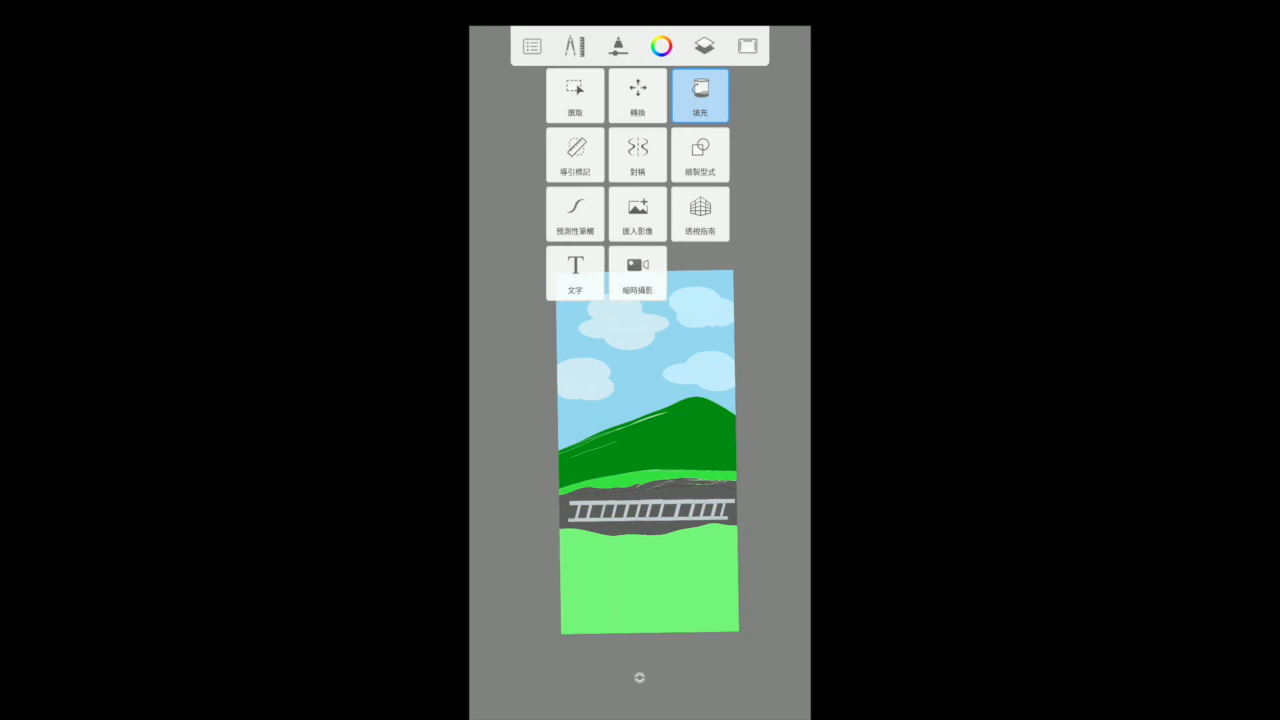 選取
轉換
填充
導引標記
對稱
繪製型式
預測性筆觸
匯入影像
透視指南
T
文字
縮時攝影